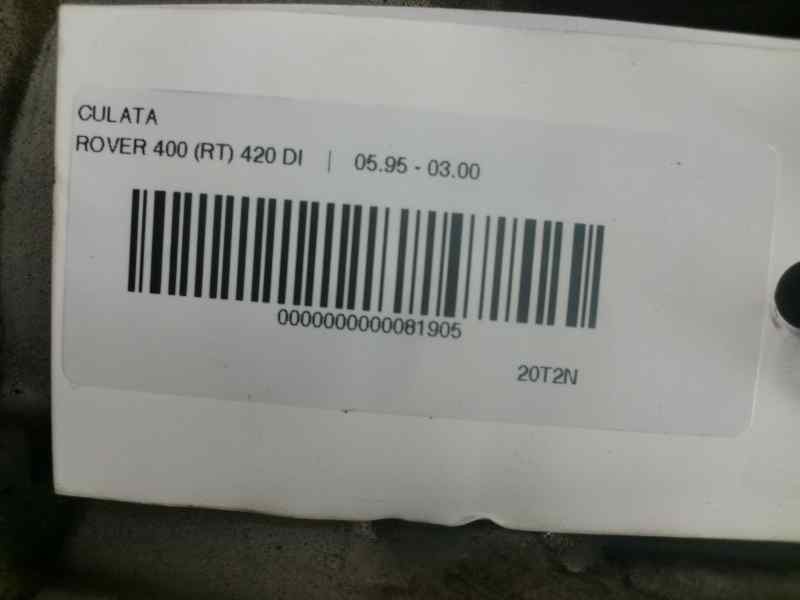 CULATA
ROVER 400 (RT) 420 DI | 05.95 - 03.00
0000000000081905
20T2N